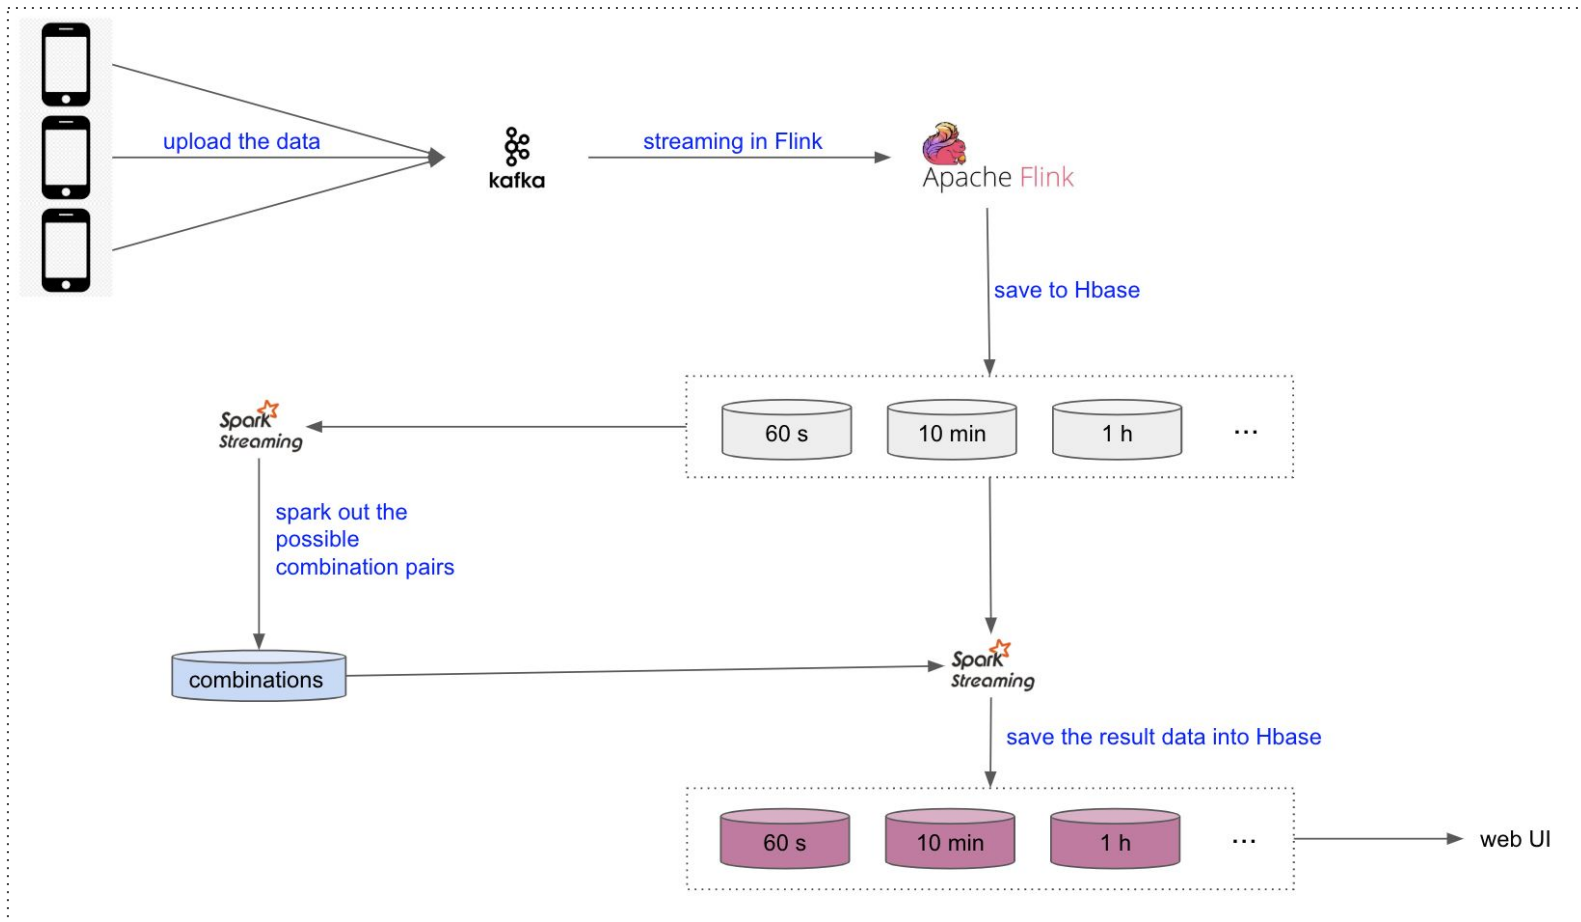 upload the data
kafka
streaming in Flink
Apache Flink
save to Hbase
Spark
Streaming
60 s
10 min
1 h
...
spark out the
possible
combination pairs
combinations
Spark
Streaming
save the result data into Hbase
60 s
10 min
1 h
...
web UI